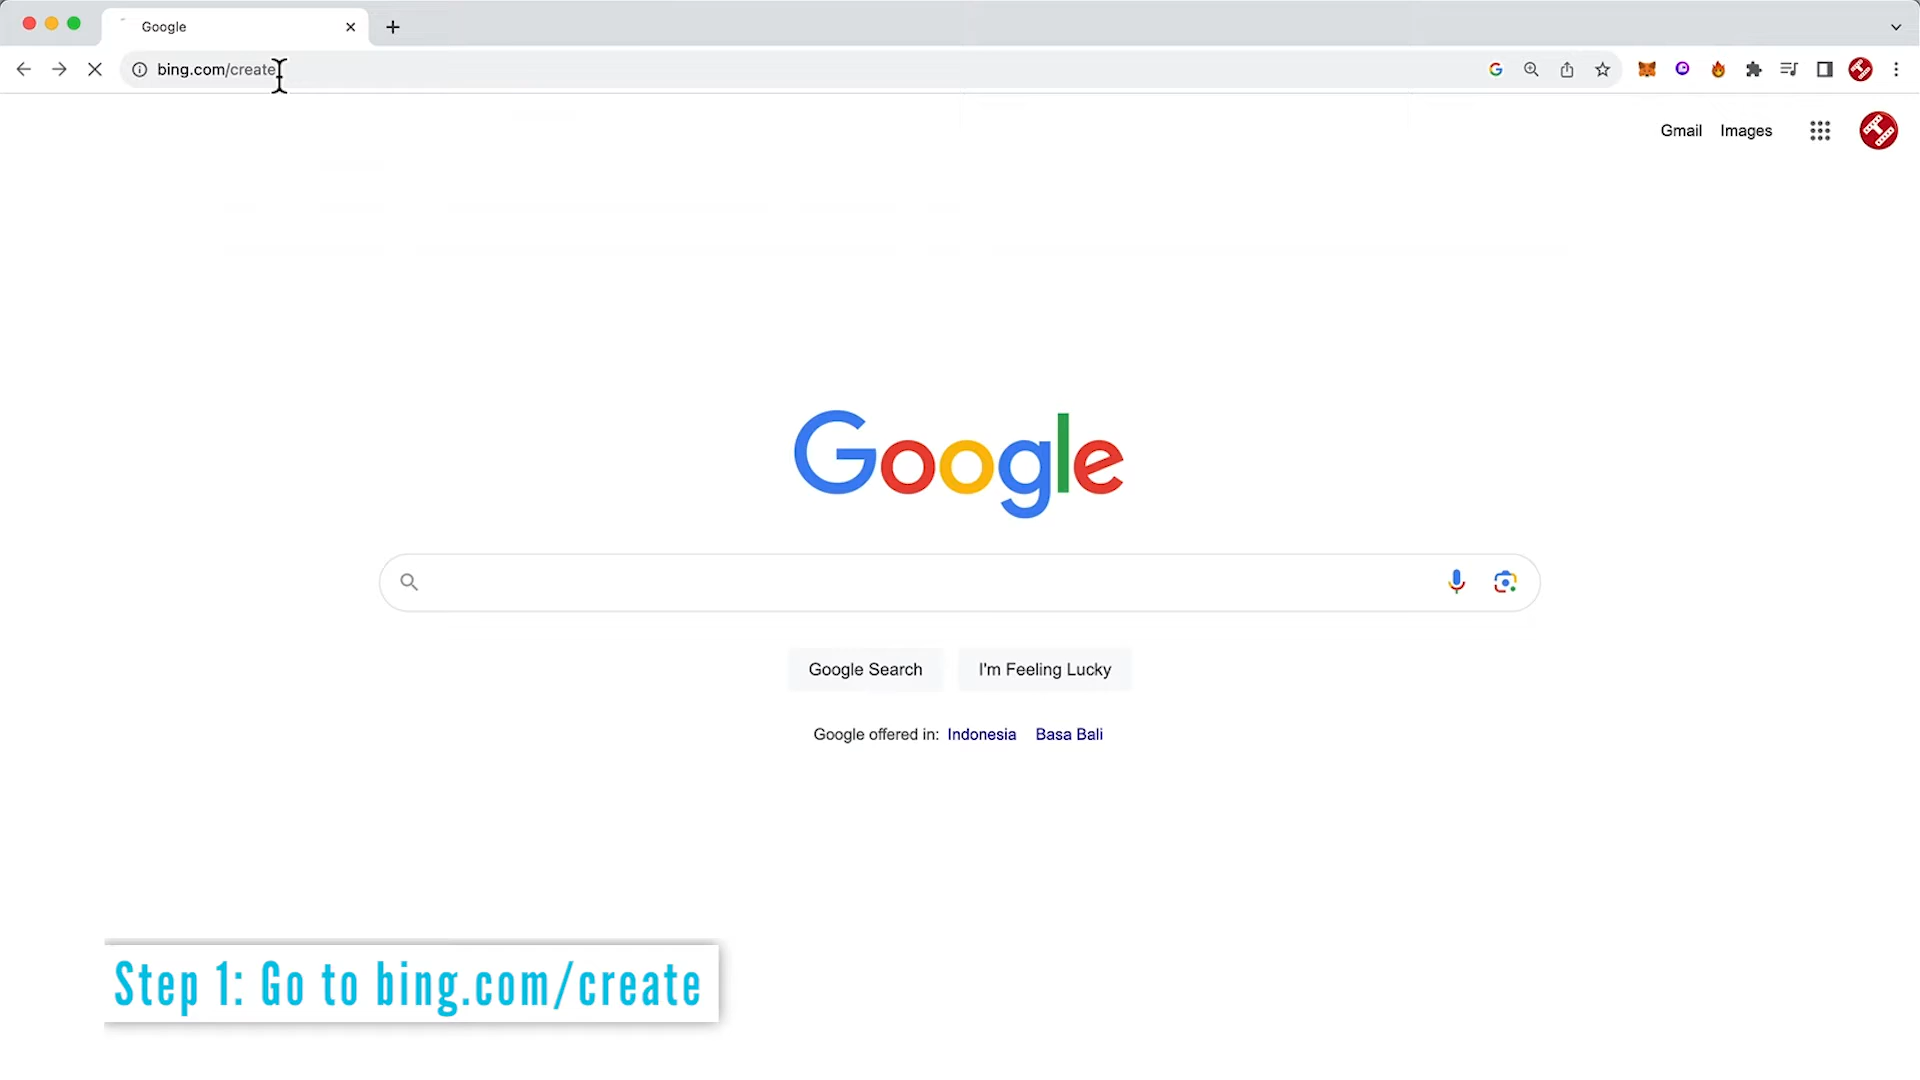 Google
bing.com/create
Gmail Images
Google
Google Search I'm Feeling Lucky
Google offered in: Indonesia Basa Bali
Step 1: Go to bing.com/create